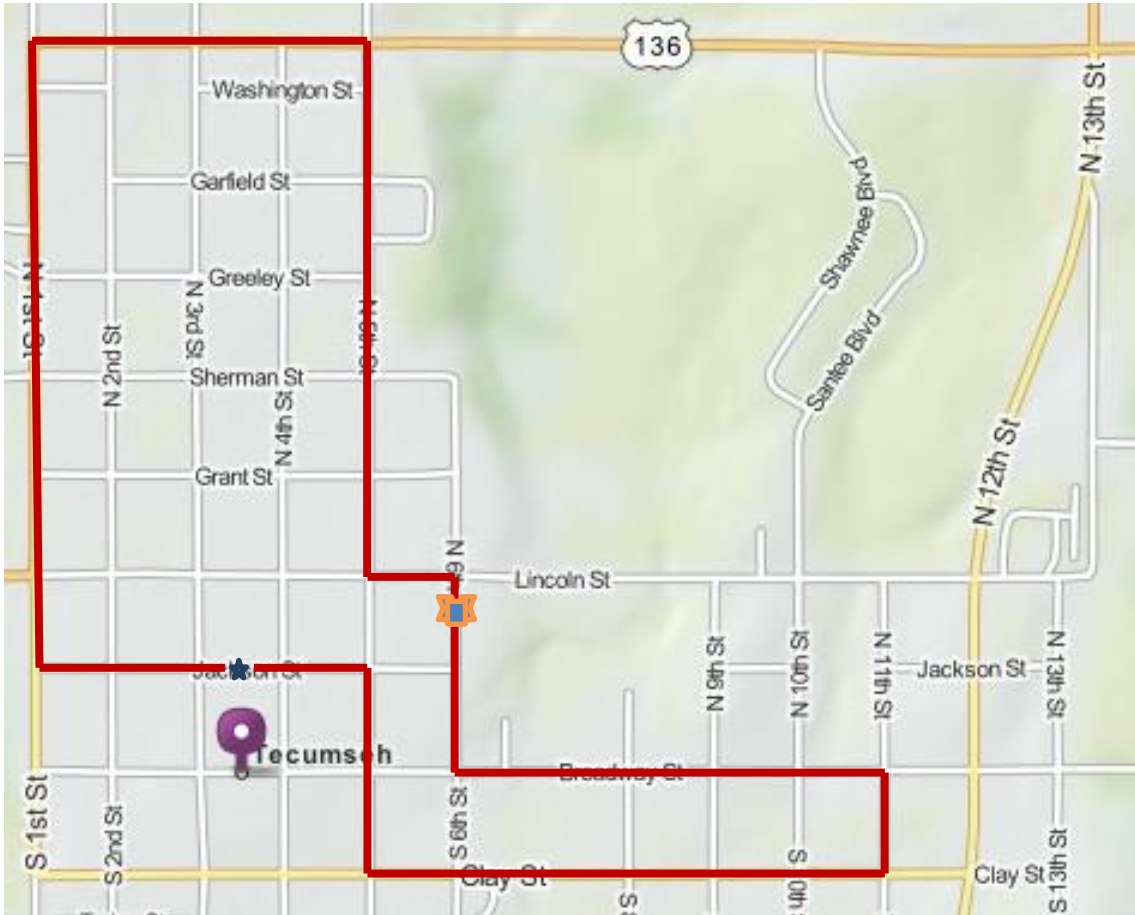 136
Washington St
N 13th St
Garfield St
Shawnee Blvd
Greeley St
N 3rd St
N 2nd St
Santee Blvd
Sherman St
N 4th St
N 12th St
Grant St
N 6th
Lincoln St
N 9th St
N 10th St
N 11th St
N 13th St
Jackson St
Jackson St
Tecumseh
Broadway St
S 1st St
S 2nd St
S 6th St
S 13th St
Clay St
Clay St